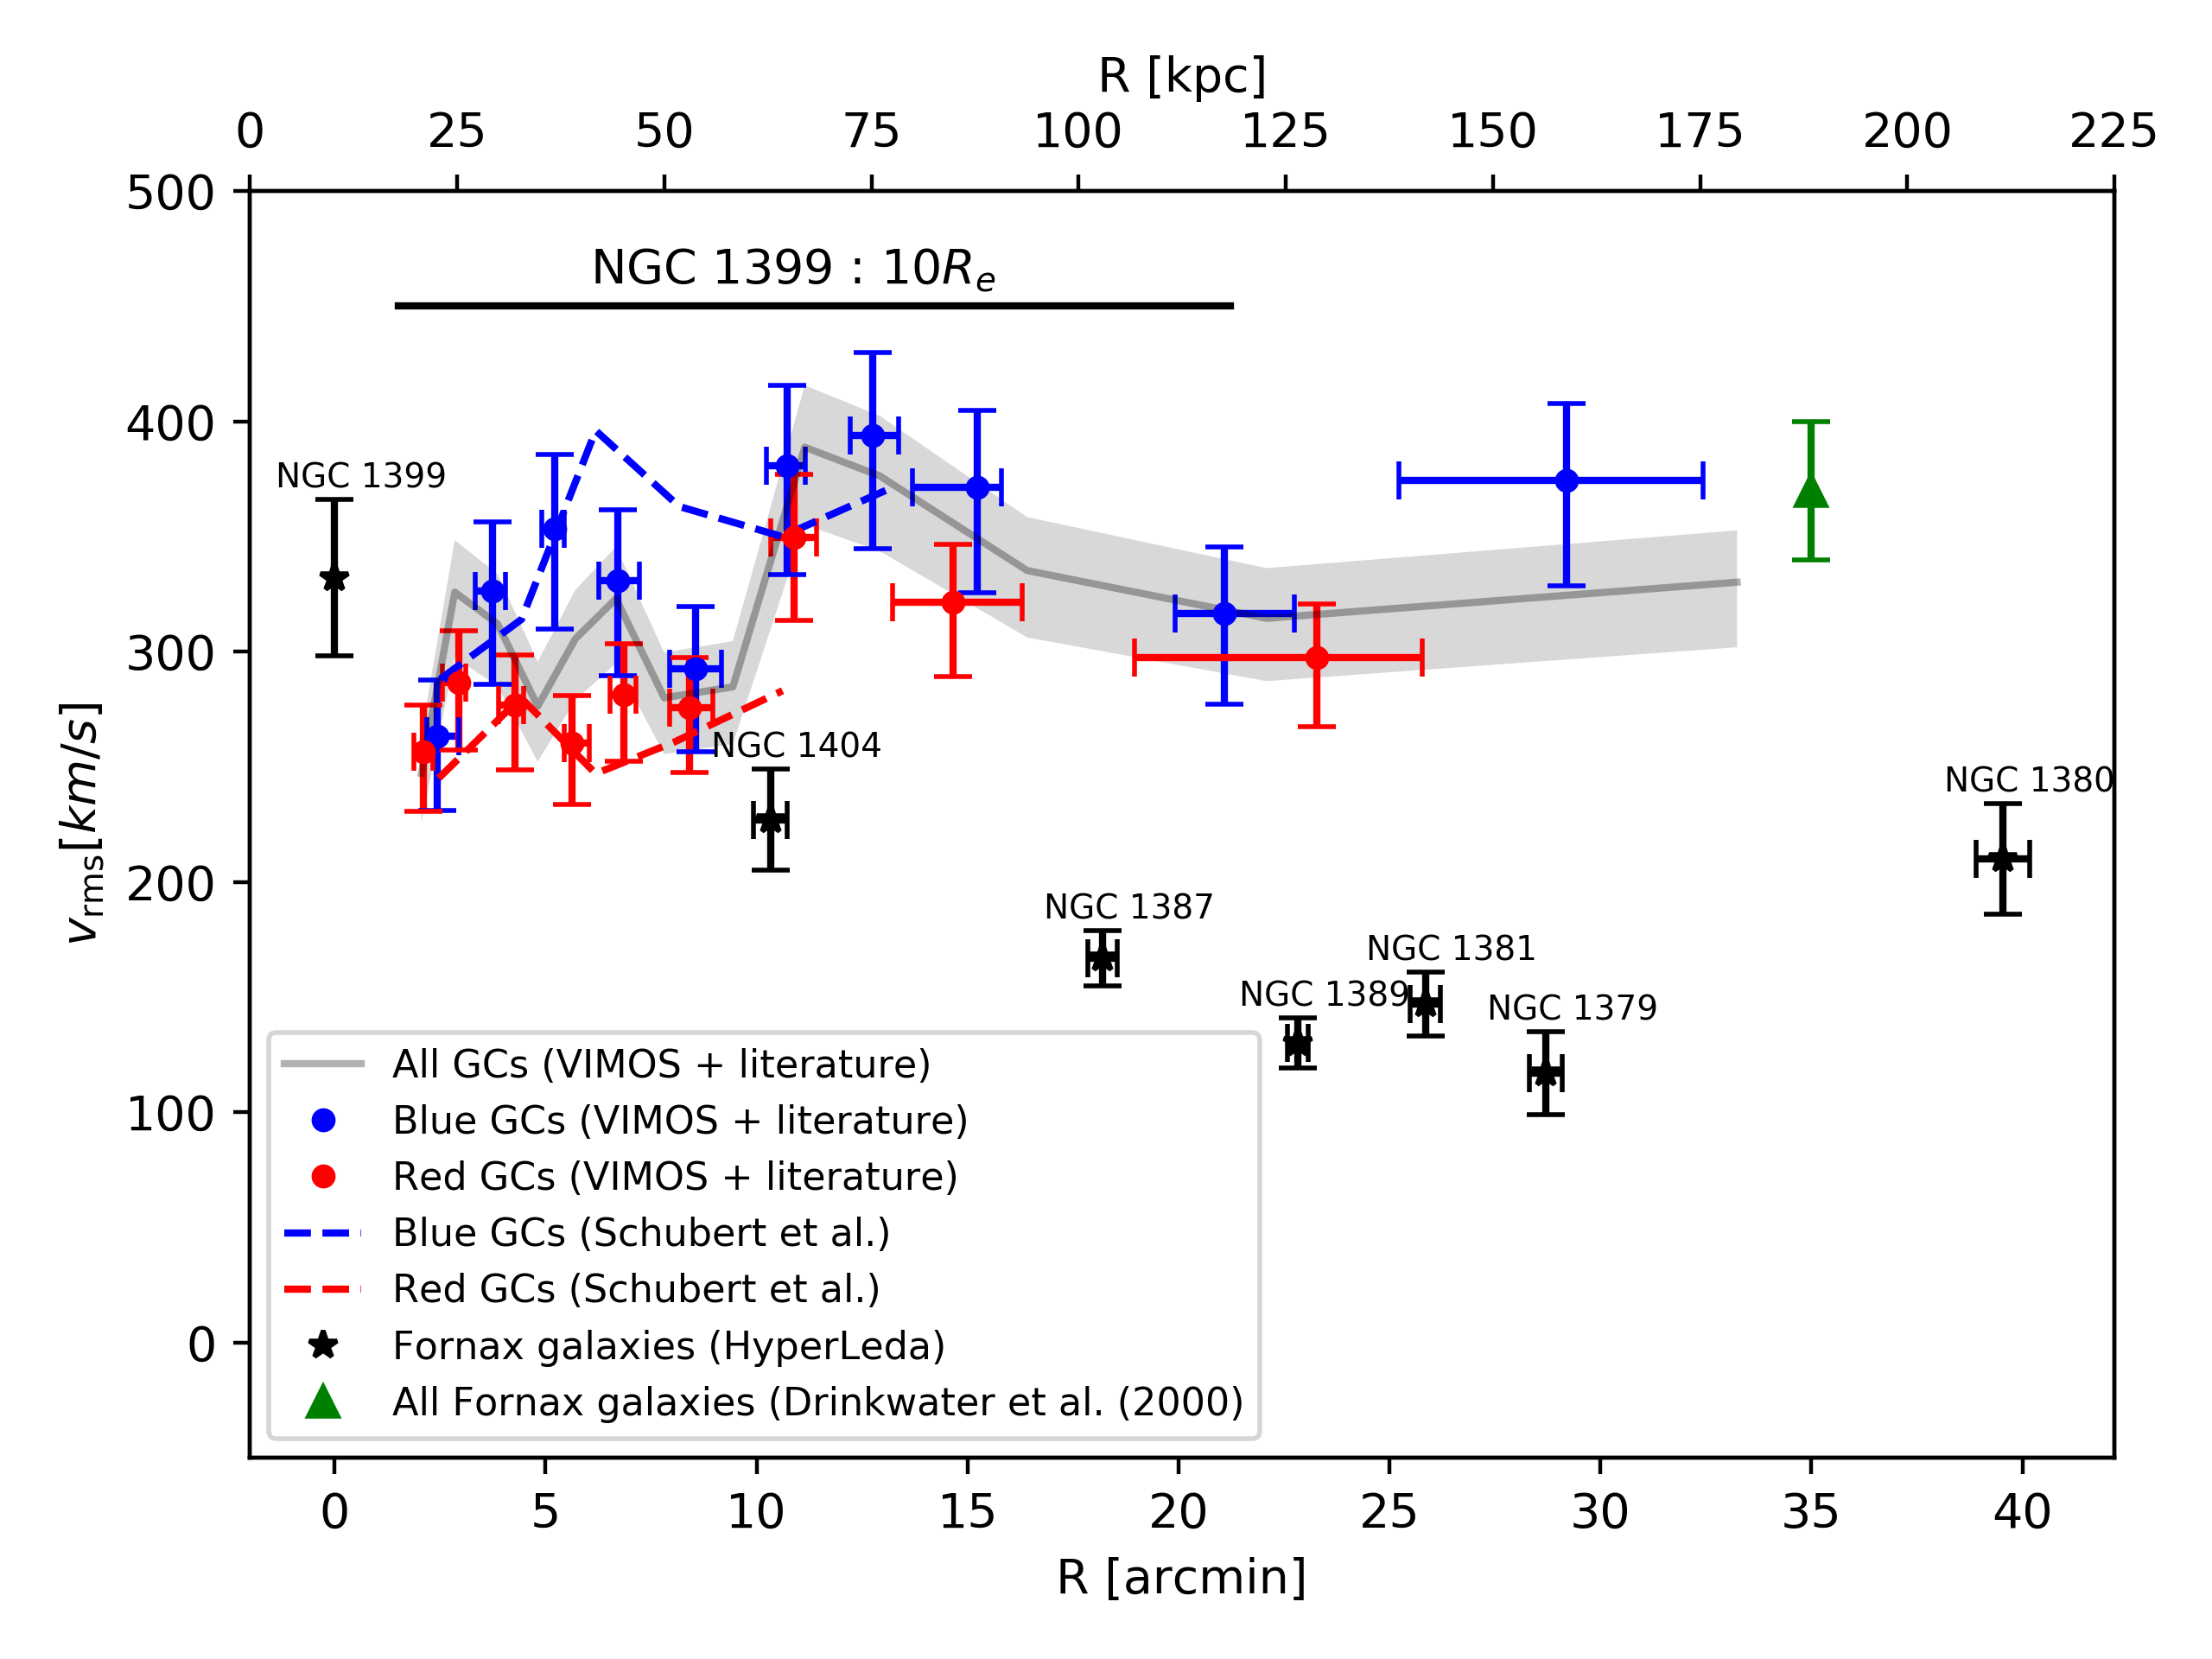 R [kpc]
0 25 50 75 100 125 150 175 200 225
500
400
300
200
100
0
v_rms[km/s]
NGC 1399 : 10R_e
NGC 1399
NGC 1404
NGC 1380
NGC 1387
NGC 1381
NGC 1389
NGC 1379
All GCs (VIMOS + literature)
Blue GCs (VIMOS + literature)
Red GCs (VIMOS + literature)
Blue GCs (Schubert et al.)
Red GCs (Schubert et al.)
Fornax galaxies (HyperLeda)
All Fornax galaxies (Drinkwater et al. (2000)
0 5 10 15 20 25 30 35 40
R [arcmin]